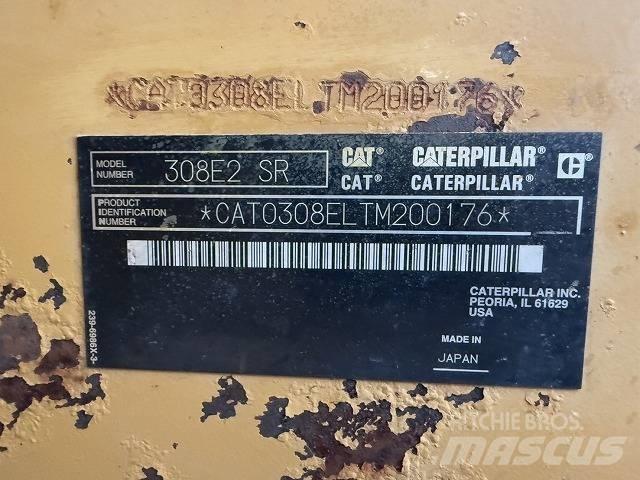 *CAT0308ELTM200176*
MODEL NUMBER 308E2 SR
CAT® CATERPILLAR® C®
CAT® CATERPILLAR®
PRODUCT IDENTIFICATION NUMBER *CAT0308ELTM200176*
CATERPILLAR INC.
PEORIA, IL 61629
USA
MADE IN
JAPAN
239-6986X-3
RITCHIE BROS.
MASCUS